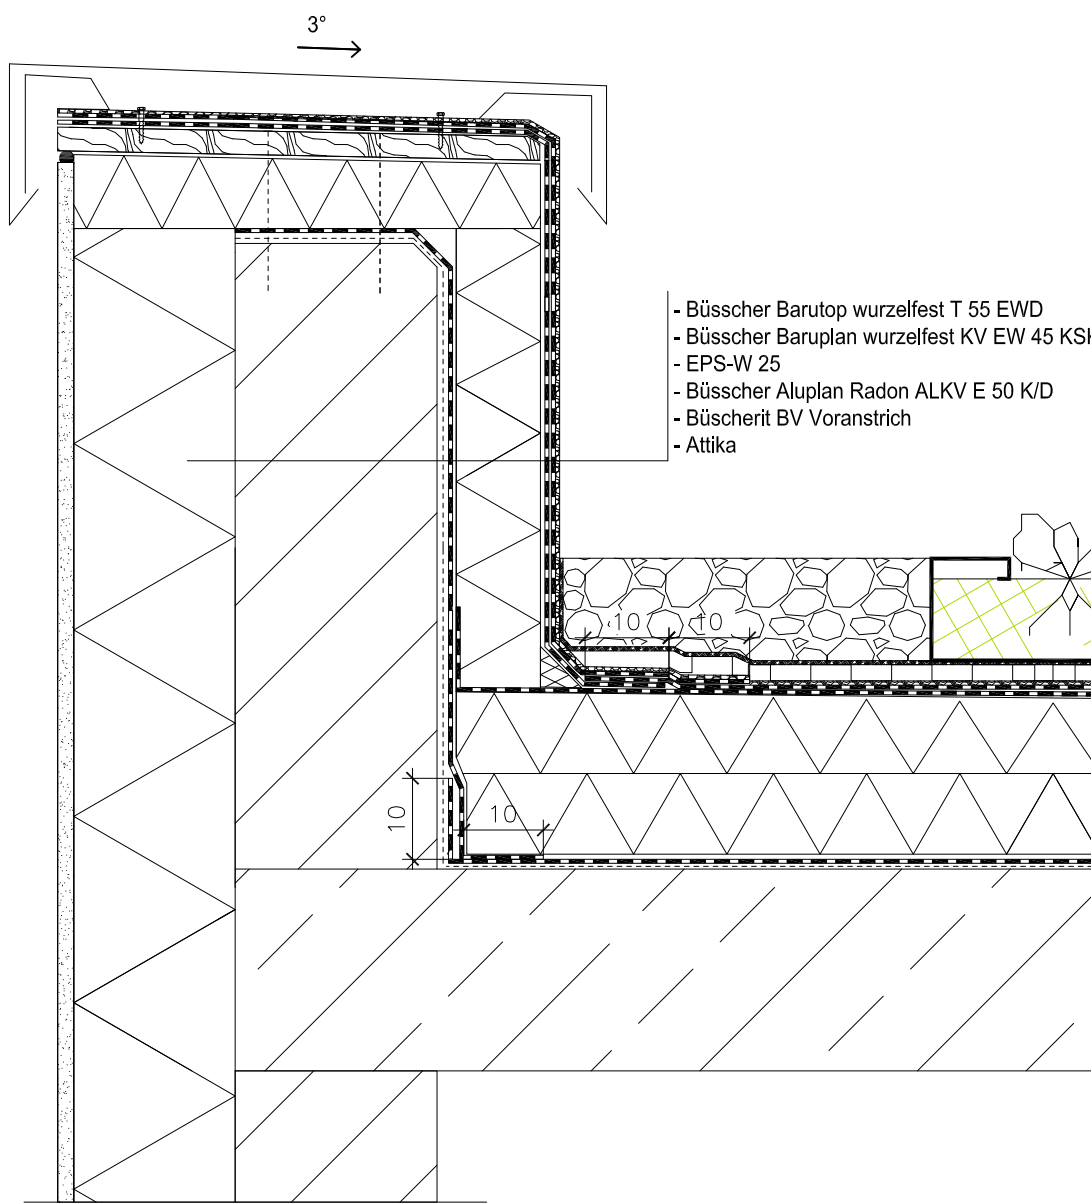 3°
- Büsscher Barutop wurzelfest T 55 EWD
- Büsscher Baruplan wurzelfest KV EW 45 KSK
- EPS-W 25
- Büsscher Aluplan Radon ALKV E 50 K/D
- Büscherit BV Voranstrich
- Attika
10 10
10
10